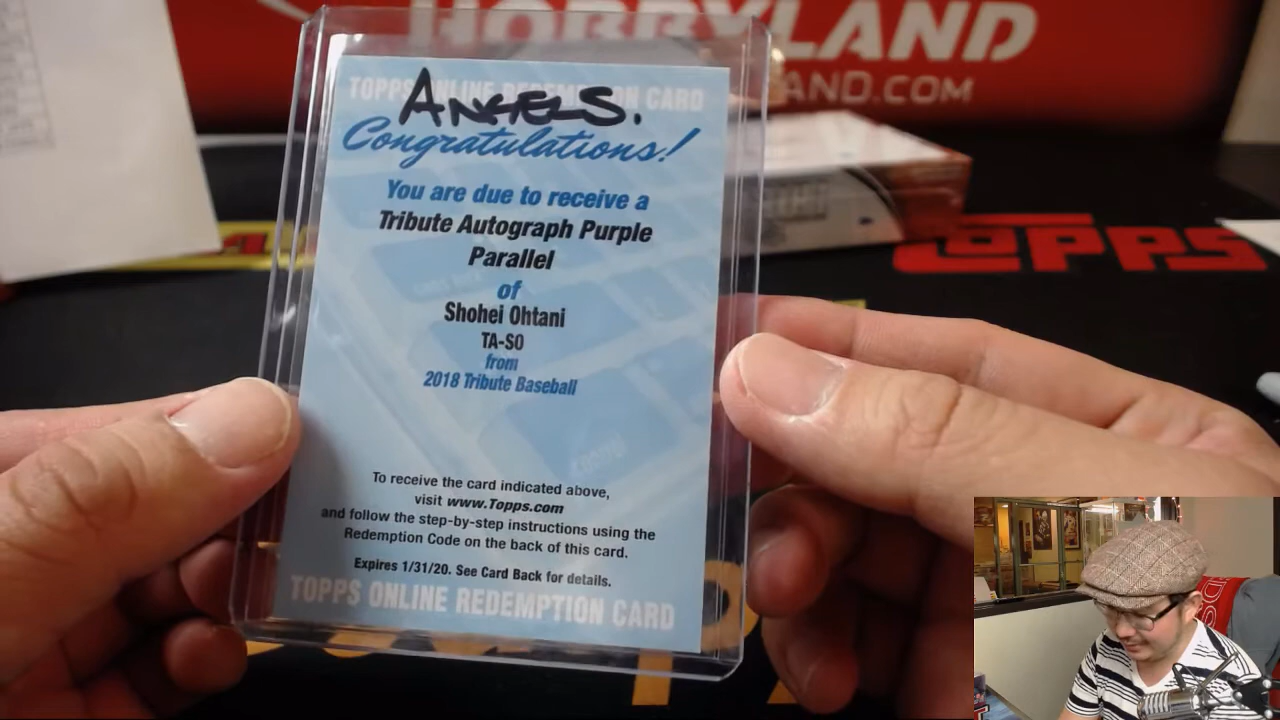 HOBBYLAND
AND.COM
TOPPS
TOPPS ONLINE REDEMPTION CARD
ANGELS.
Congratulations!
You are due to receive a
Tribute Autograph Purple
Parallel
of
Shohei Ohtani
TA-SO
from
2018 Tribute Baseball
To receive the card indicated above,
visit www.Topps.com
and follow the step-by-step instructions using the
Redemption Code on the back of this card.
Expires 1/31/20. See Card Back for details.
TOPPS ONLINE REDEMPTION CARD